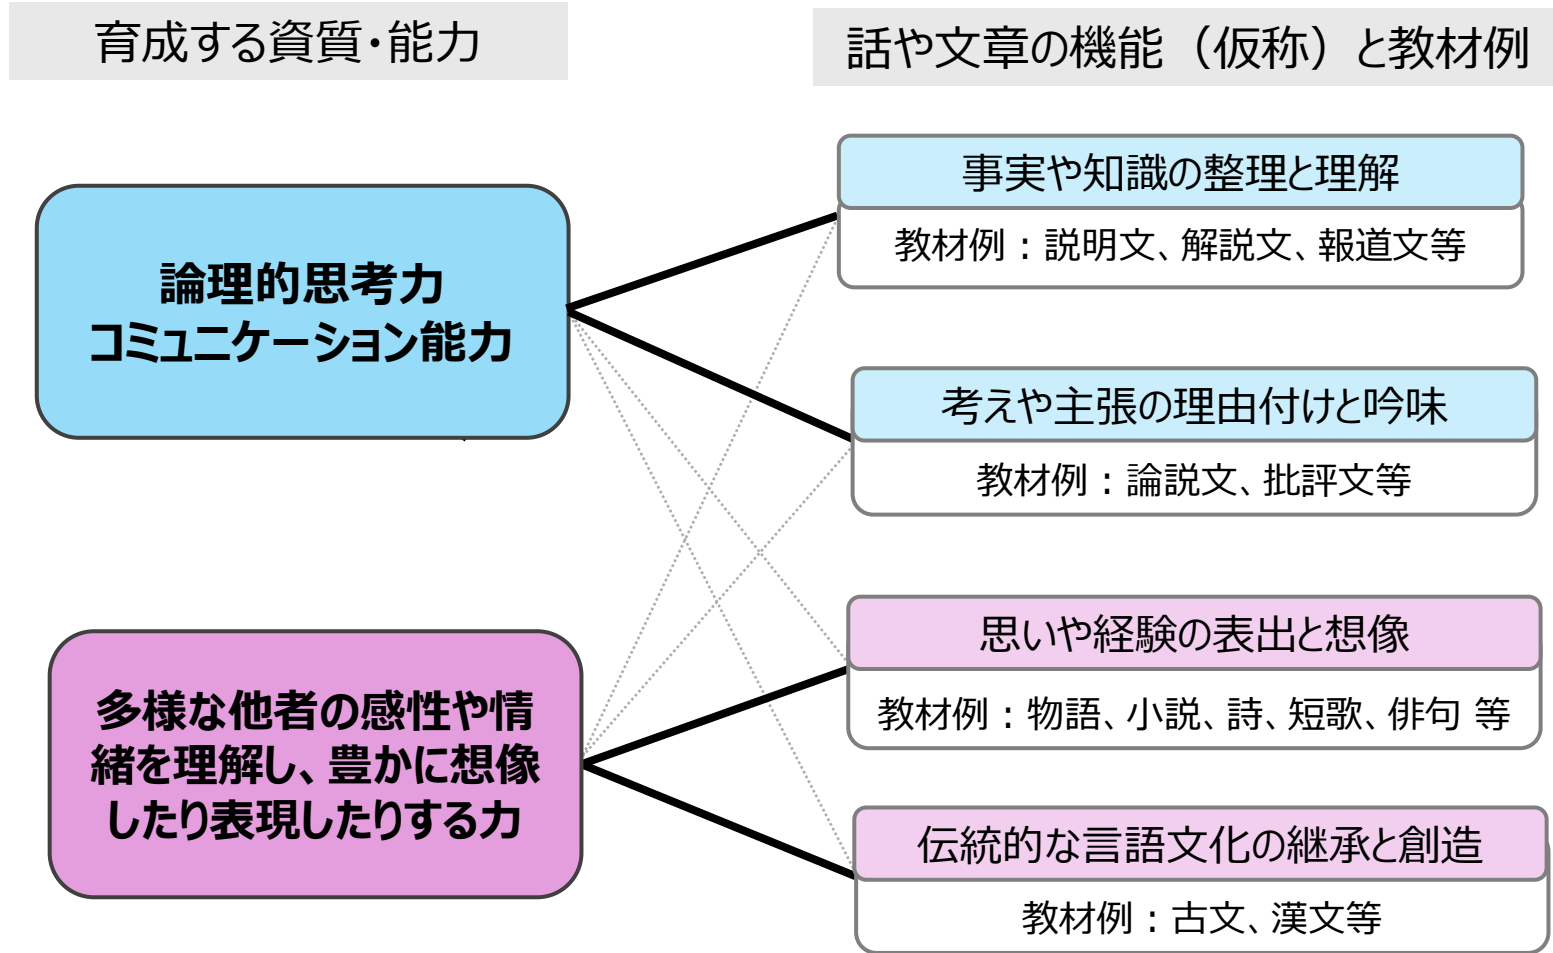 育成する資質・能力
話や文章の機能（仮称）と教材例
論理的思考力
コミュニケーション能力
多様な他者の感性や情
緒を理解し、豊かに想像
したり表現したりする力
事実や知識の整理と理解
教材例：説明文、解説文、報道文等
考えや主張の理由付けと吟味
教材例：論説文、批評文等
思いや経験の表出と想像
教材例：物語、小説、詩、短歌、俳句 等
伝統的な言語文化の継承と創造
教材例：古文、漢文等